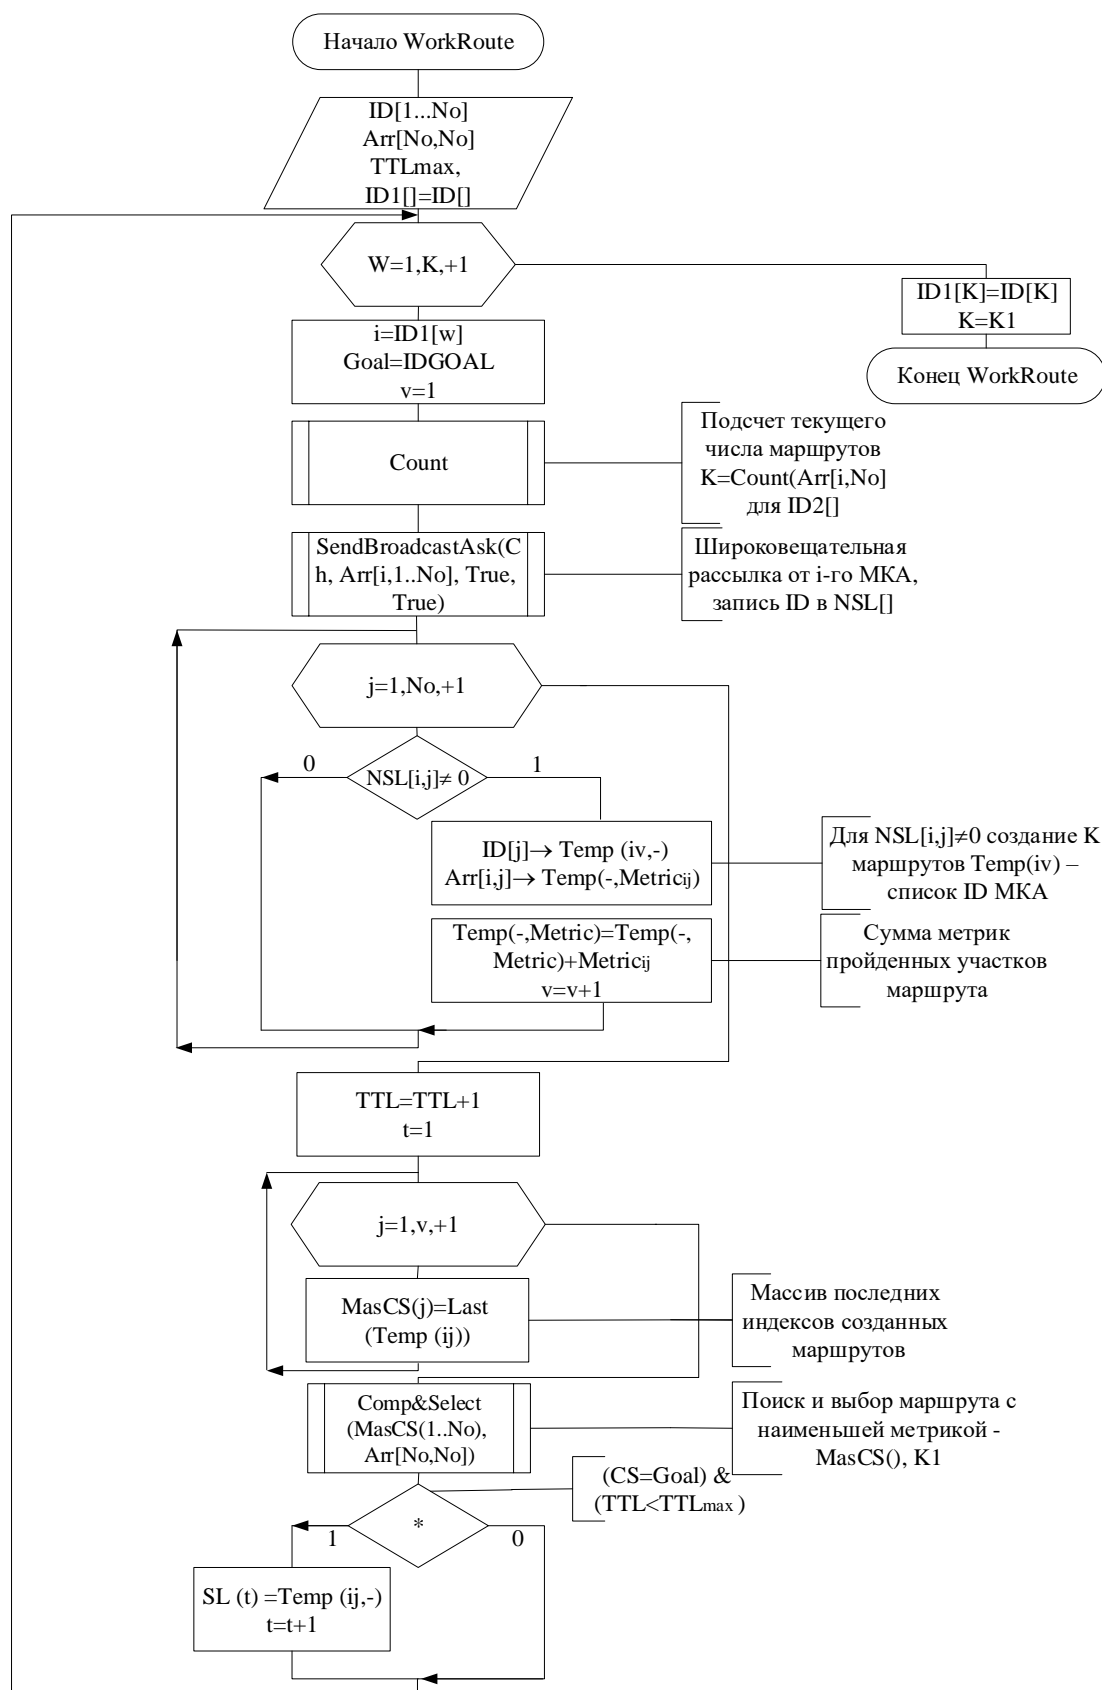 Начало WorkRoute
ID[1...No]
Arr[No,No]
TTLmax,
ID1[]=ID[]
W=1,K,+1
ID1[K]=ID[K]
K=K1
Конец WorkRoute
i=ID1[w]
Goal=IDGOAL
v=1
Count
Подсчет текущего
числа маршрутов
K=Count(Arr[i,No]
для ID2[]
SendBroadcastAsk(C
h, Arr[i,1..No], True,
True)
Широковещательная
рассылка от i-го МКА,
запись ID в NSL[]
j=1,No,+1
NSL[i,j]≠ 0
0
1
ID[j]→ Temp (iv,-)
Arr[i,j]→ Temp(-,Metricij)
Для NSL[i,j]≠0 создание K
маршрутов Temp(iv) –
список ID МКА
Temp(-,Metric)=Temp(-,
Metric)+Metricij
v=v+1
Сумма метрик
пройденных участков
маршрута
TTL=TTL+1
t=1
j=1,v,+1
MasCS(j)=Last
(Temp (ij))
Массив последних
индексов созданных
маршрутов
Comp&Select
(MasCS(1..No),
Arr[No,No])
Поиск и выбор маршрута с
наименьшей метрикой -
MasCS(), K1
(CS=Goal) &
(TTL<TTLmax )
*
1
0
SL (t) =Temp (ij,-)
t=t+1